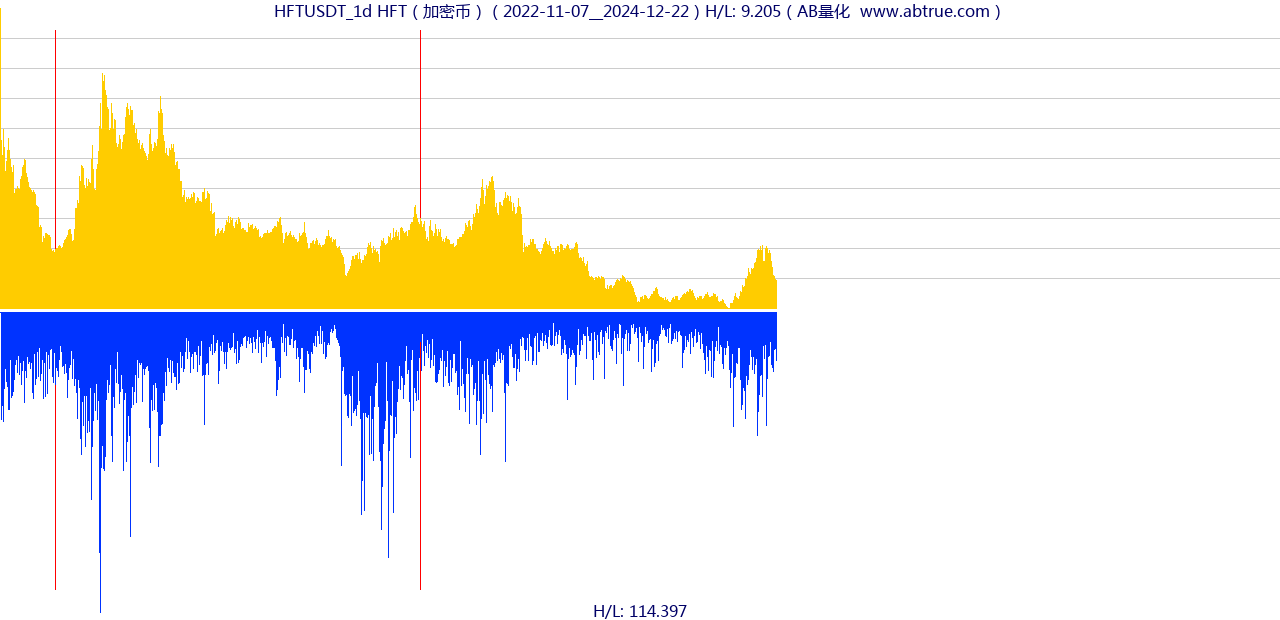 HFTUSDT_1d HFT（加密币）（2022-11-07__2024-12-22）H/L: 9.205（AB量化  www.abtrue.com）
H/L: 114.397